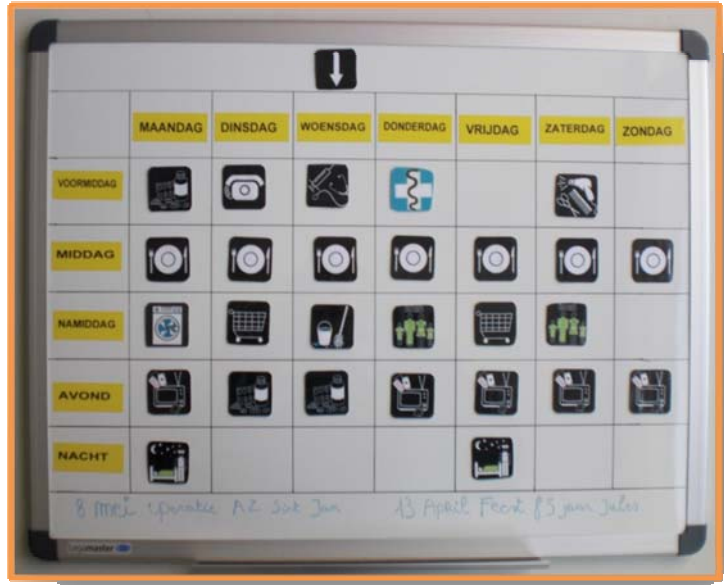 MAANDAG DINSDAG WOENSDAG DONDERDAG VRIJDAG ZATERDAG ZONDAG
VOORMIDDAG
MIDDAG
NAMIDDAG
AVOND
NACHT
8 mei operatie AZ Sint Jan 13 April Feest 85 jaar Jules
Legamaster